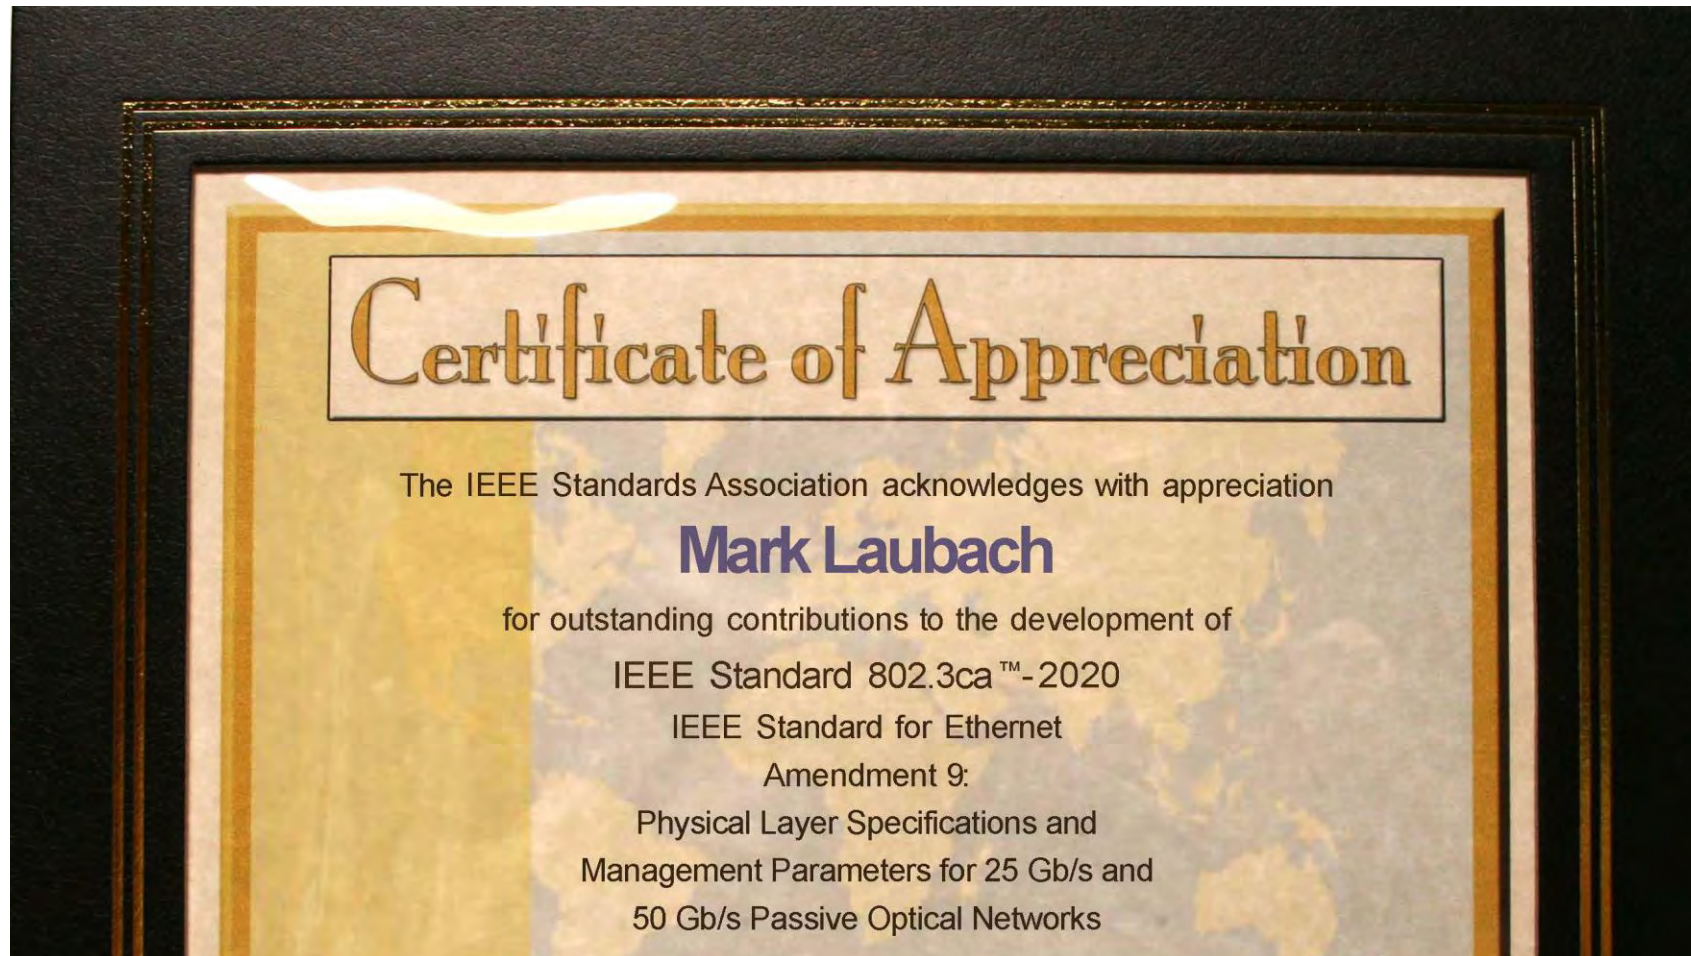 Certificate of Appreciation
The IEEE Standards Association acknowledges with appreciation
Mark Laubach
for outstanding contributions to the development of
IEEE Standard 802.3ca™-2020
IEEE Standard for Ethernet
Amendment 9:
Physical Layer Specifications and
Management Parameters for 25 Gb/s and
50 Gb/s Passive Optical Networks